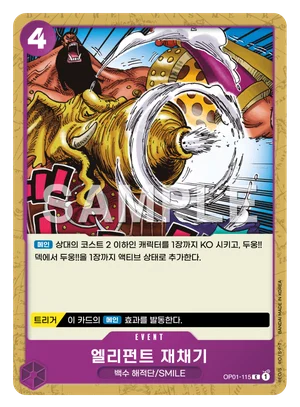 4
SAMPLE
메인 상대의 코스트 2 이하인 캐릭터를 1장까지 KO 시키고, 두웅!!
덱에서 두웅!!을 1장까지 액티브 상태로 추가한다.
트리거 이 카드의 메인 효과를 발동한다.
EVENT
엘리펀트 재채기
백수 해적단/SMILE
OP01-115 C